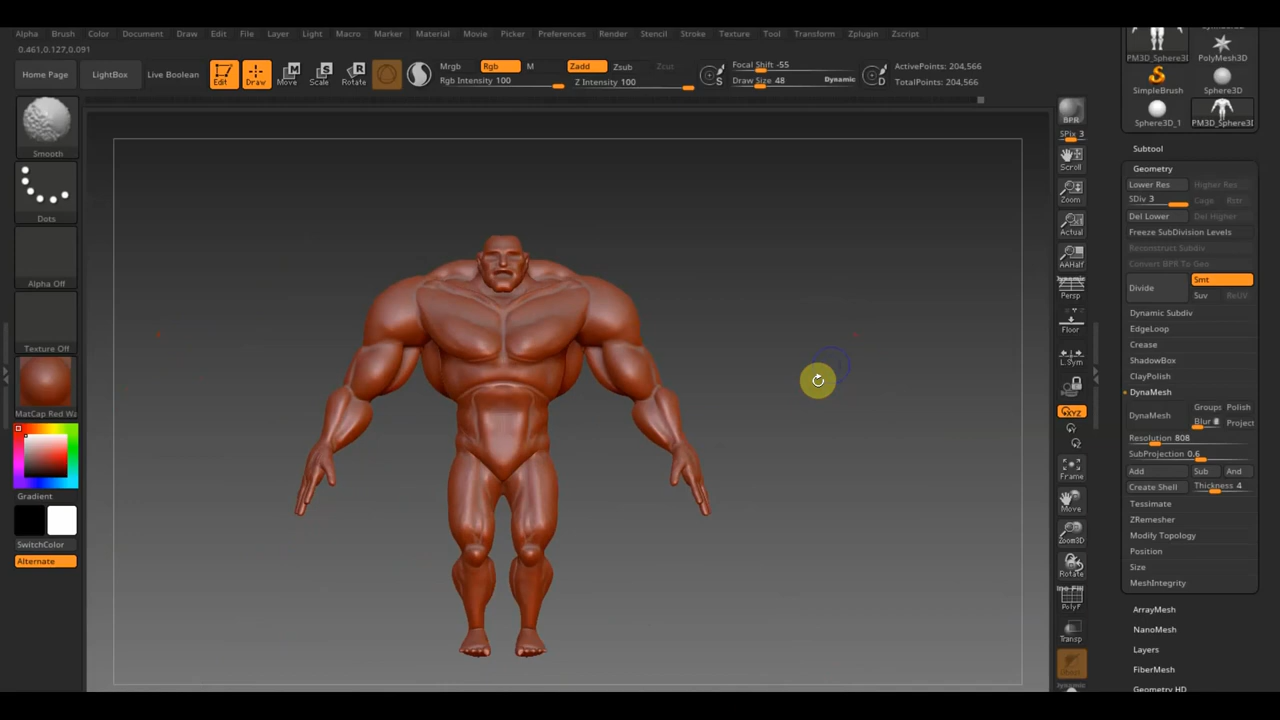 Alpha Brush Color Document Draw Edit File Layer Light Macro Marker Material Movie Picker Preferences Render Stencil Stroke Texture Tool Transform Zplugin Zscript
0.461,0.127,0.091
Home Page
LightBox
Live Boolean
Edit
Draw
Move
Scale
Rotate
Mrgb Rgb M
Rgb Intensity 100
Zadd Zsub Zcut
Z Intensity 100
S
Focal Shift -55
Draw Size 48 Dynamic
D
ActivePoints: 204,566
TotalPoints: 204,566
Smooth
Dots
Alpha Off
Texture Off
MatCap Red Wa
Gradient
SwitchColor
Alternate
BPR
SPix 3
Scroll
Zoom
Actual
AAHalf
Dynamic
Persp
Floor
L.Sym
XYZ
Frame
Move
Zoom3D
Rotate
PolyF
Transp
Dynamic
PM3D_Sphere3D
PolyMesh3D
SimpleBrush
Sphere3D
Sphere3D_1
PM3D_Sphere3D
Subtool
Geometry
Lower Res Higher Res
SDiv 3 Cage Rstr
Del Lower Del Higher
Freeze SubDivision Levels
Reconstruct Subdiv
Convert BPR To Geo
Divide
Smt
Suv ReUV
Dynamic Subdiv
EdgeLoop
Crease
ShadowBox
ClayPolish
DynaMesh
DynaMesh
Groups Polish
Blur Project
Resolution 808
SubProjection 0.6
Add Sub And
Create Shell Thickness 4
Tessimate
ZRemesher
Modify Topology
Position
Size
MeshIntegrity
ArrayMesh
NanoMesh
Layers
FiberMesh
Geometry HD